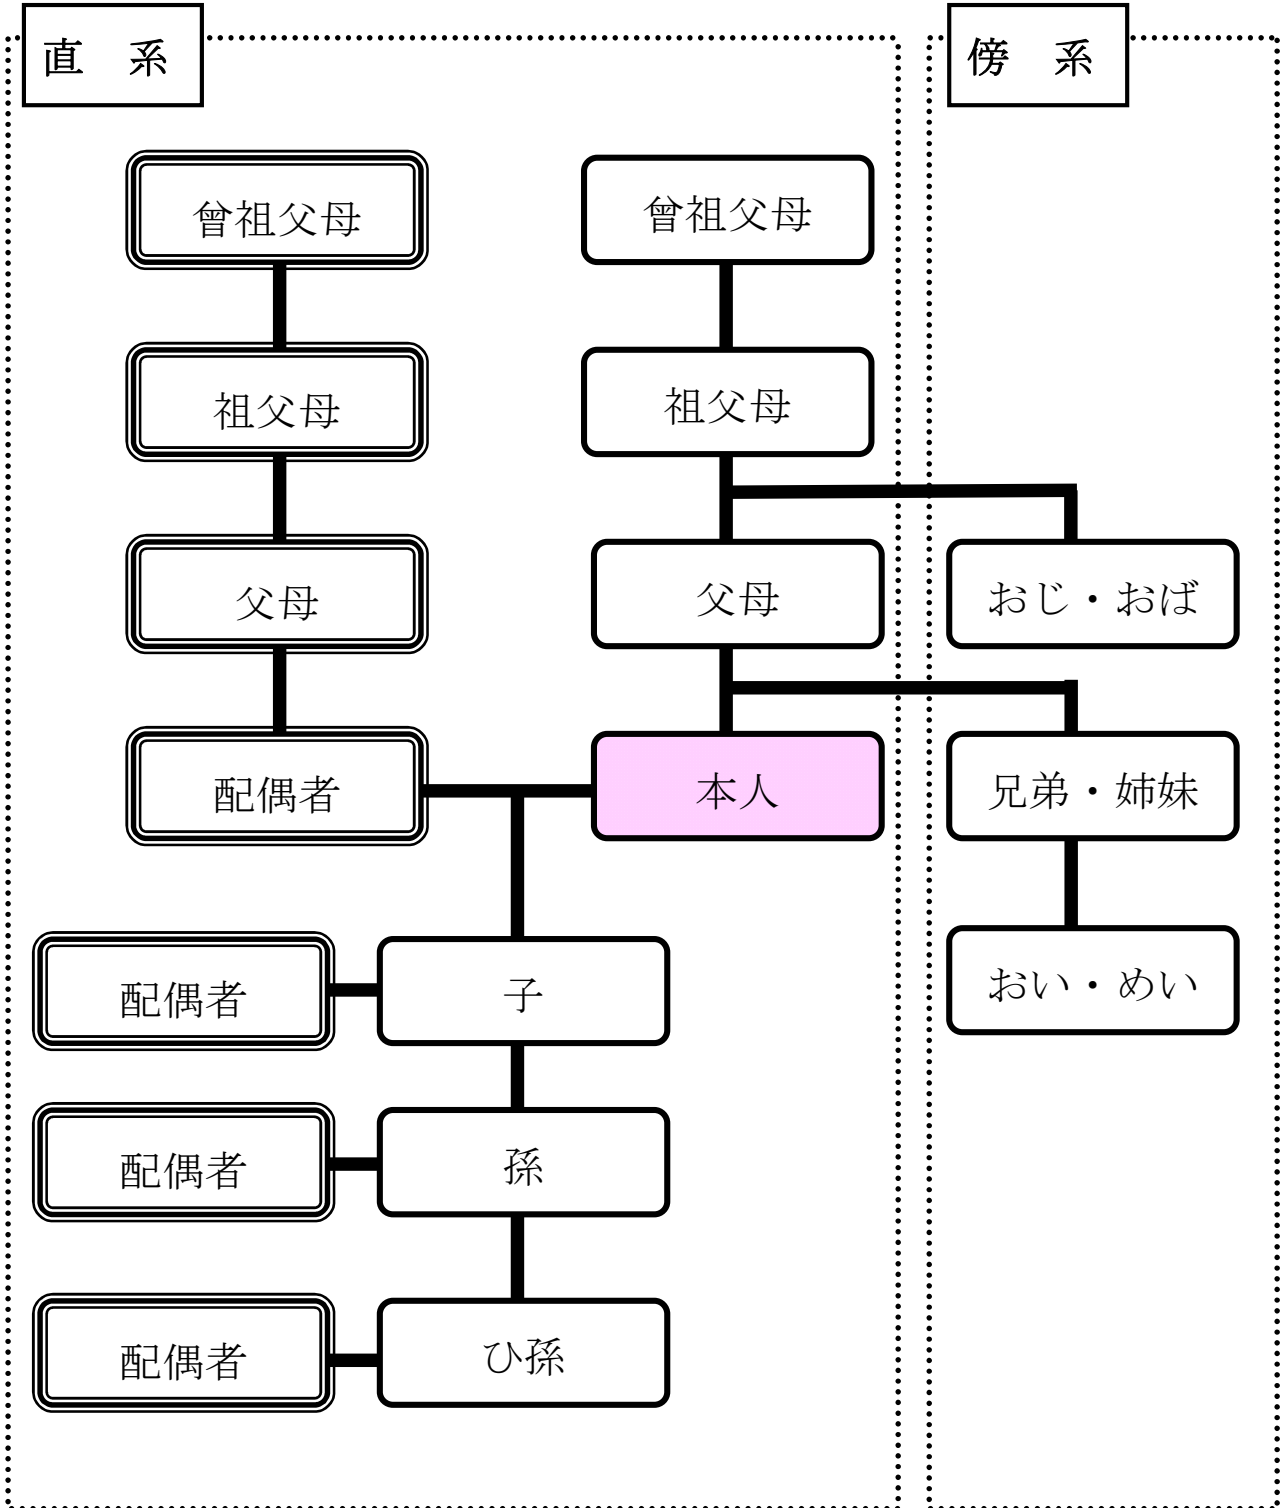 直　系
傍　系
曾祖父母
曾祖父母
祖父母
祖父母
父母
父母
おじ・おば
配偶者
本人
兄弟・姉妹
配偶者
子
おい・めい
配偶者
孫
配偶者
ひ孫